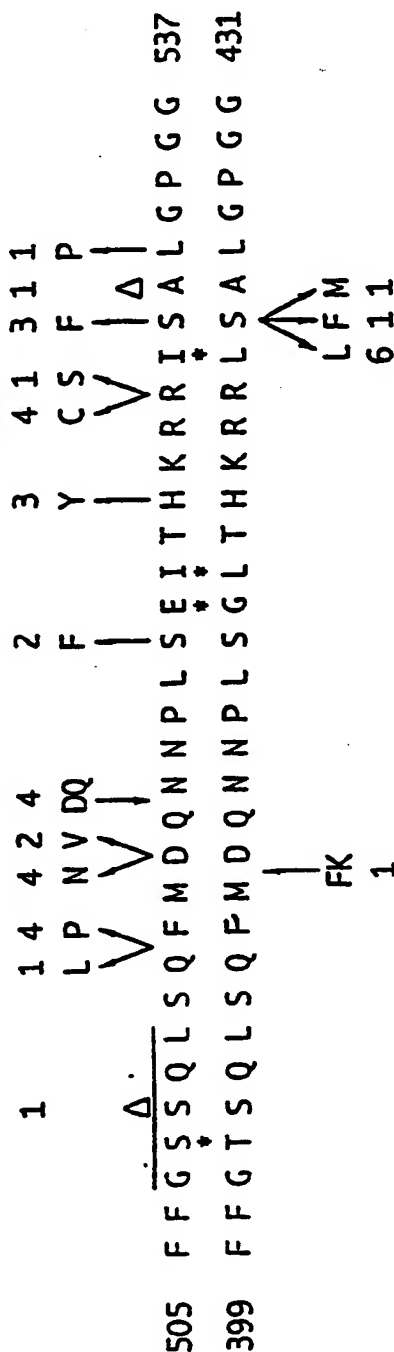 1 1 4 4 2 4 2 3 4 1 3 1 1
Δ L P N V DQ F Y C S F Δ P
505 F F G S S Q L S Q F M D Q N N P L S E I T H K R R I S A L G P G G 537
* * * *
399 F F G T S Q L S Q F M D Q N N P L S G L T H K R R L S A L G P G G 431
FK L F M
1 6 1 1